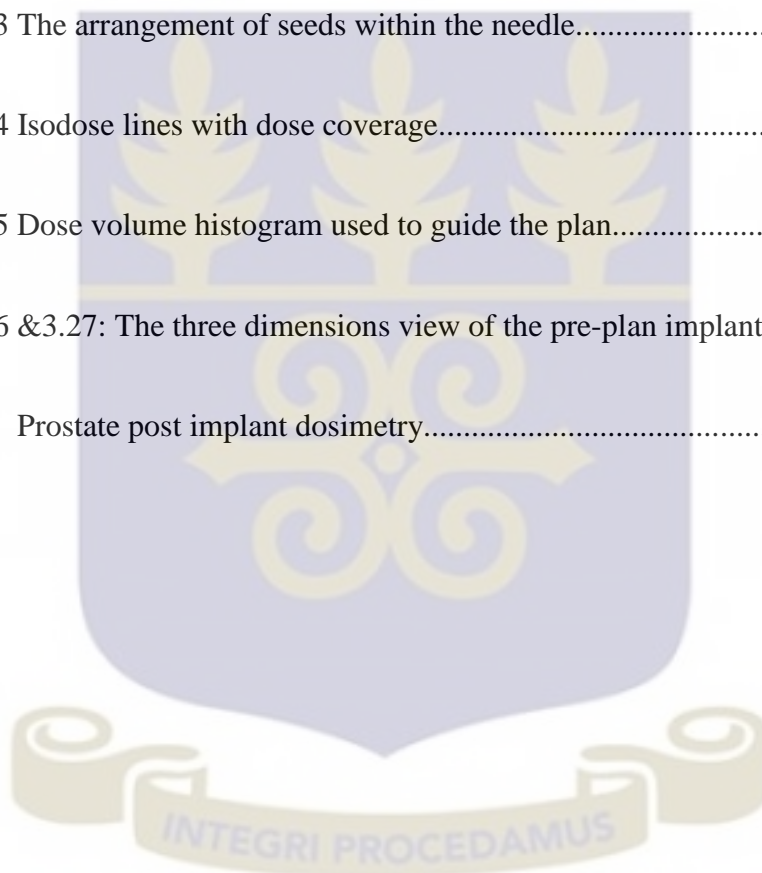 3 The arrangement of seeds within the needle..........................
4 Isodose lines with dose coverage............................................
5 Dose volume histogram used to guide the plan.....................
6 &3.27: The three dimensions view of the pre-plan implant
Prostate post implant dosimetry..............................................
INTEGRI PROCEDAMUS